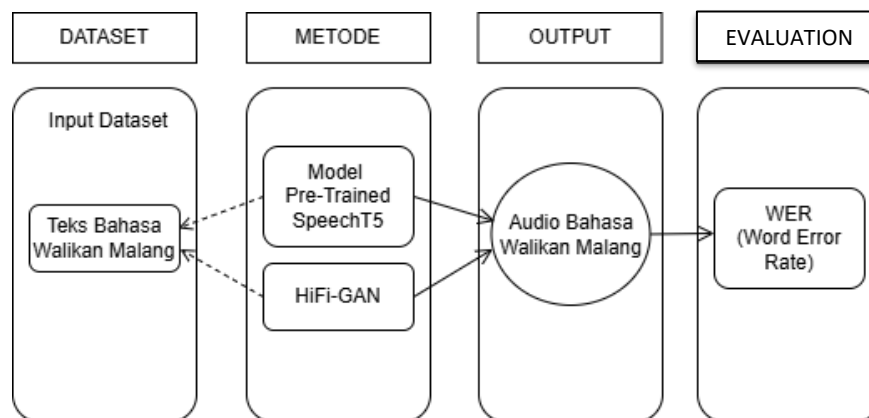 DATASET
METODE
OUTPUT
EVALUATION
Input Dataset
Teks Bahasa
Walikan Malang
Model
Pre-Trained
SpeechT5
HiFi-GAN
Audio Bahasa
Walikan Malang
WER
(Word Error
Rate)